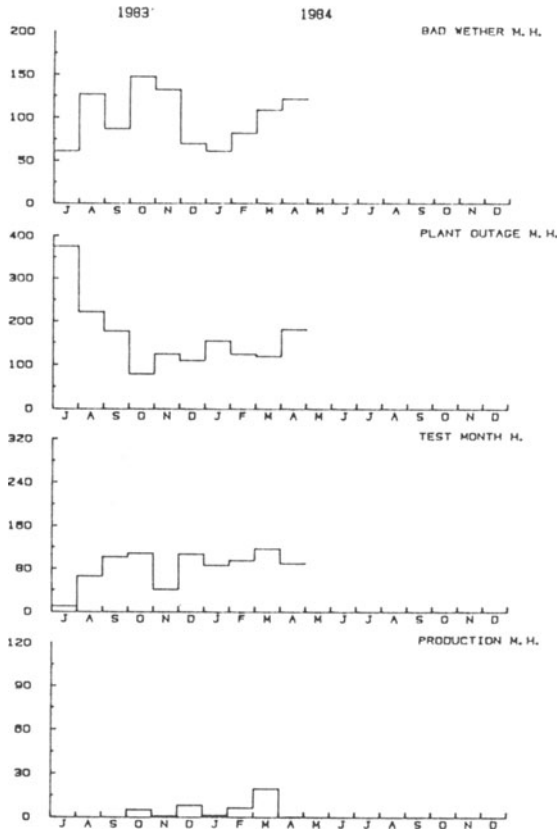 1983 1984
BAD WETHER M. H.
200
150
100
50
0
J A S O N D J F M A M J J A S O N D
PLANT OUTAGE M. H.
400
300
200
100
0
J A S O N D J F M A M J J A S O N D
TEST MONTH H.
320
240
160
80
0
J A S O N D J F M A M J J A S O N D
PRODUCTION M. H.
120
90
60
30
0
J A S O N D J F M A M J J A S O N D